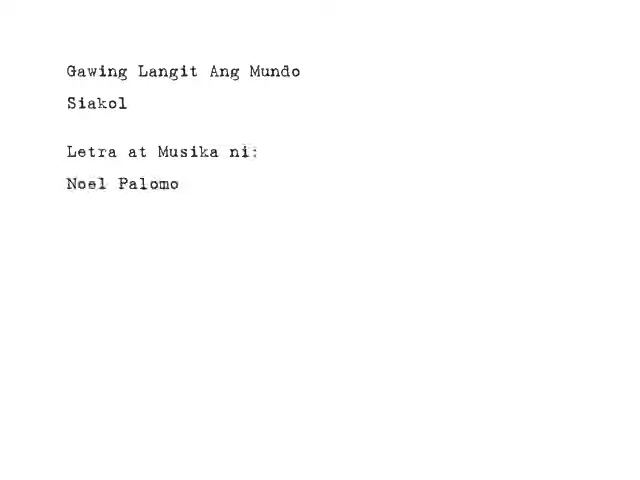 Gawing Langit Ang Mundo
Siakol
Letra at Musika ni:
Noel Palomo